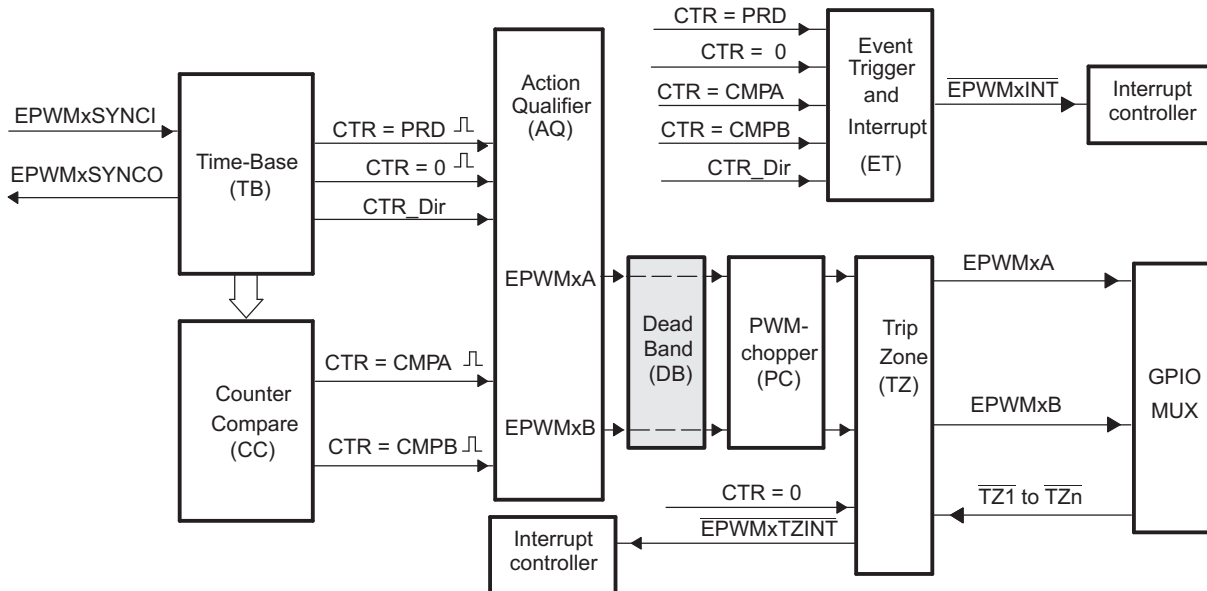 EPWMxSYNCI
EPWMxSYNCO
Time-Base
(TB)
CTR = PRD
CTR = 0
CTR_Dir
Counter
Compare
(CC)
CTR = CMPA
CTR = CMPB
Action
Qualifier
(AQ)
EPWMxA
EPWMxB
CTR = PRD
CTR = 0
CTR = CMPA
CTR = CMPB
CTR_Dir
Event
Trigger
and
Interrupt
(ET)
EPWMxINT
Interrupt
controller
Dead
Band
(DB)
PWM-
chopper
(PC)
Trip
Zone
(TZ)
EPWMxA
EPWMxB
TZ1 to TZn
GPIO
MUX
CTR = 0
EPWMxTZINT
Interrupt
controller